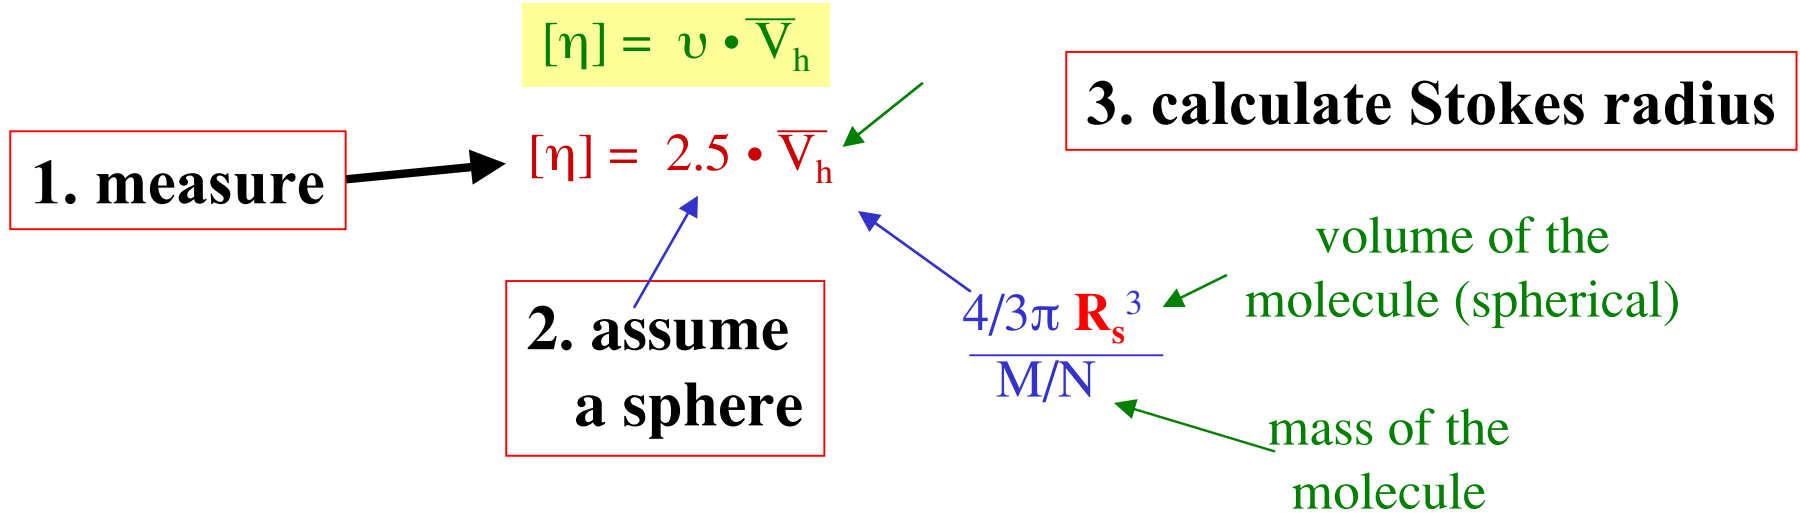 [η] = υ • V̅h
3. calculate Stokes radius
1. measure
[η] = 2.5 • V̅h
volume of the
molecule (spherical)
2. assume
a sphere
4/3π Rs³
M/N
mass of the
molecule